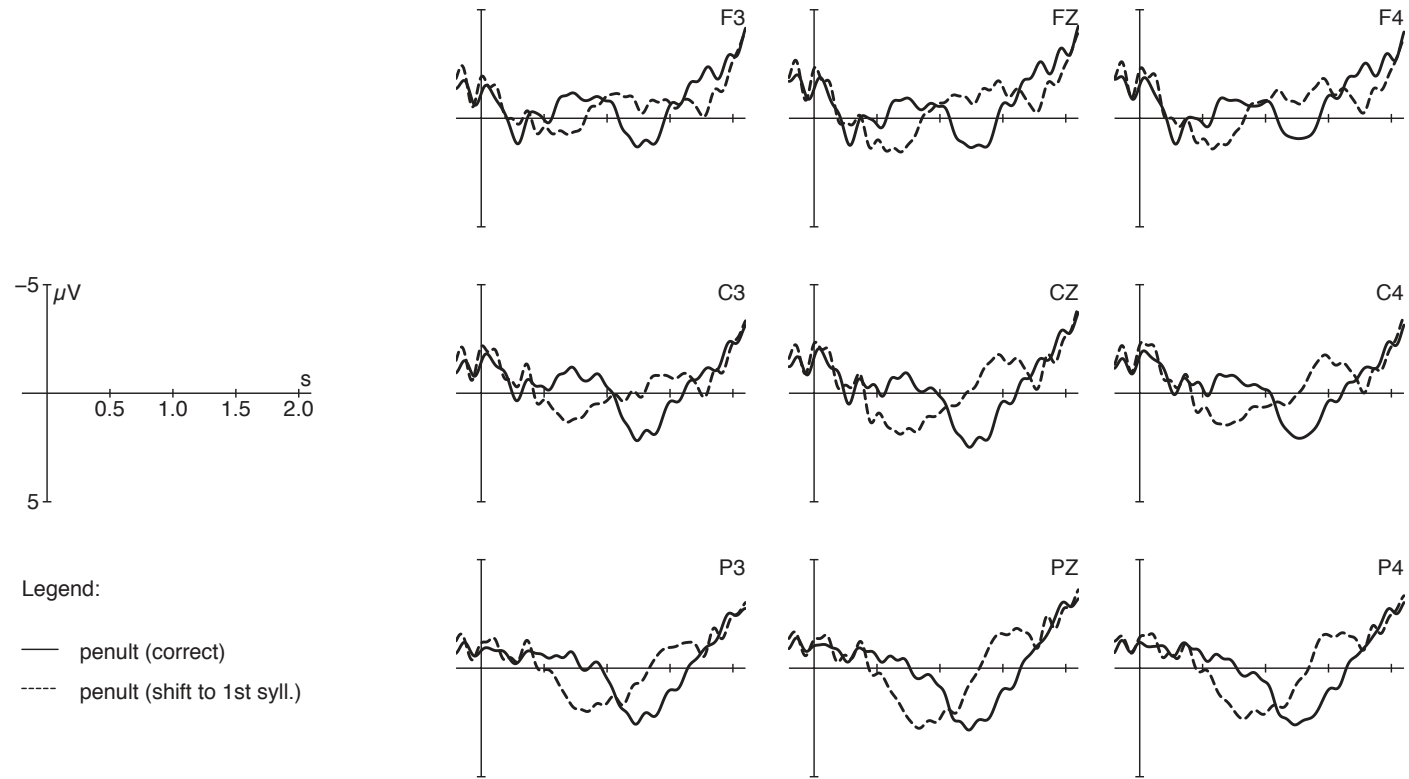 F3 FZ F4
−5 µV
C3 CZ C4
s
0.5 1.0 1.5 2.0
5
P3 PZ P4
Legend:
penult (correct)
penult (shift to 1st syll.)